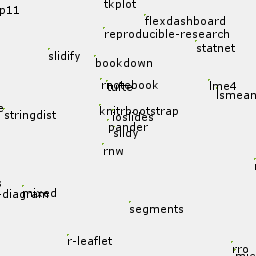 tkplot
p11
flexdashboard
reproducible-research
statnet
slidify
bookdown
rnotebook
tufte
lme4
lsmean
knitrbootstrap
stringdist
ioslides
pander
slidy
rnw
mixed
-diagram
segments
r-leaflet
rro